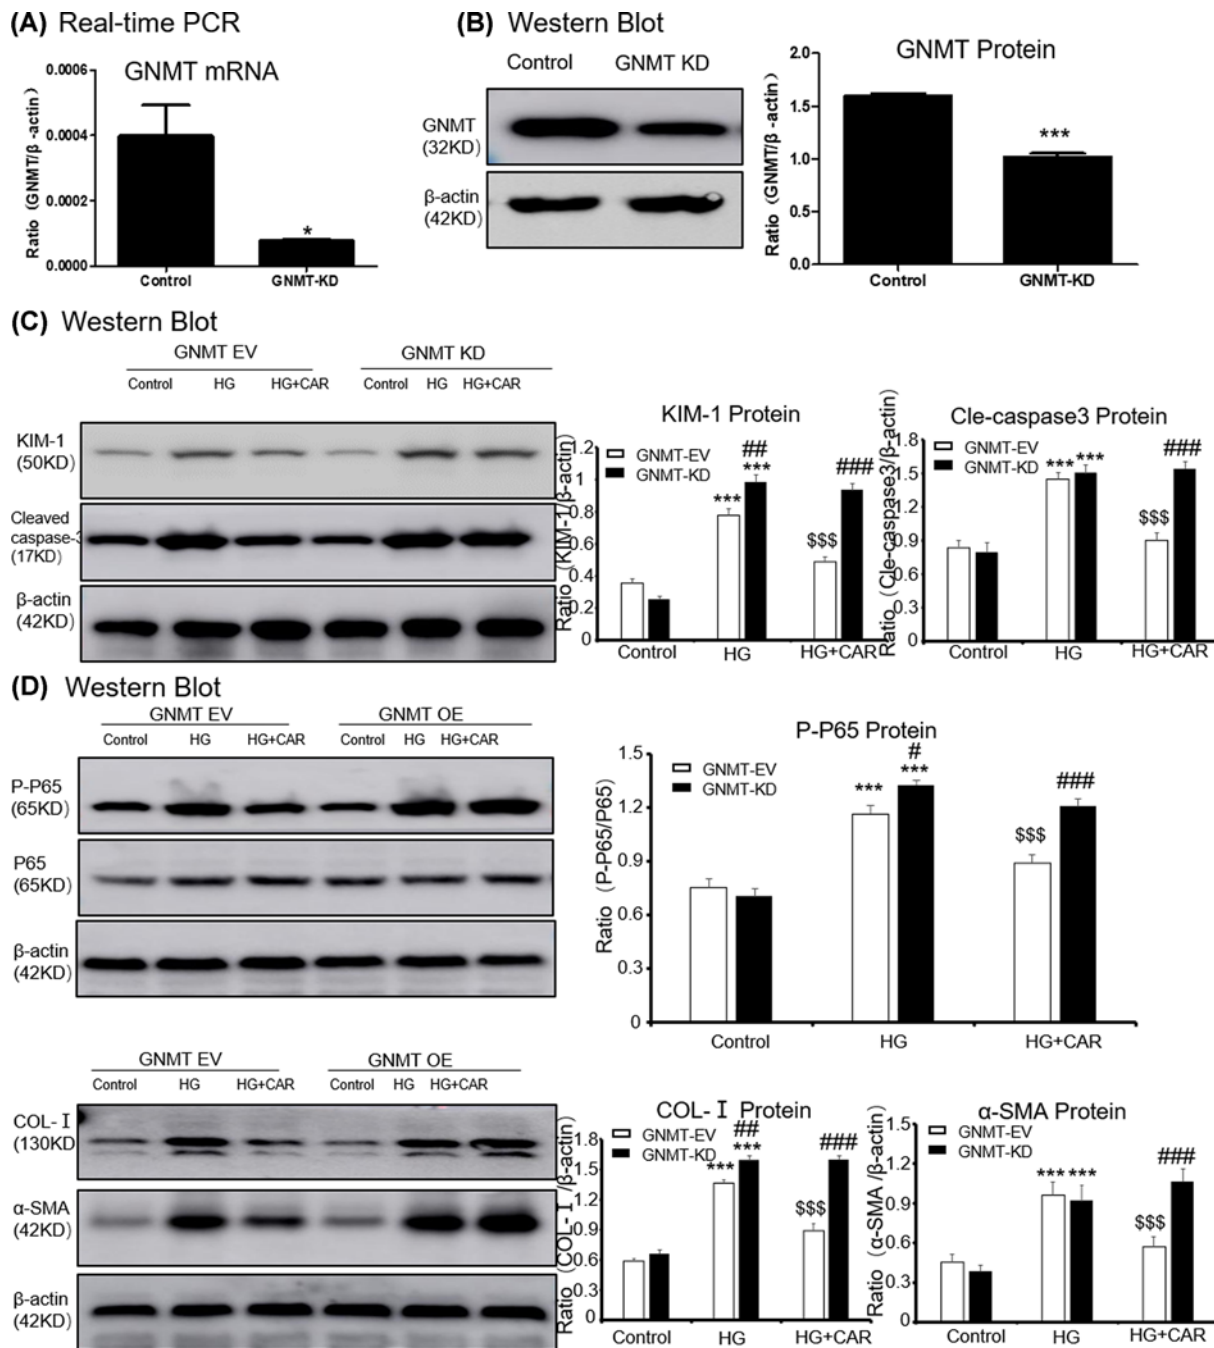 (A) Real-time PCR
GNMT mRNA
Ratio (GNMT/β -actin)
0.0006
0.0004
0.0002
0.0000
*
Control GNMT-KD
(B) Western Blot
Control GNMT KD
GNMT
(32KD)
β-actin
(42KD)
GNMT Protein
Ratio (GNMT/β -actin)
2.0
1.5
1.0
0.5
0.0
***
Control GNMT-KD
(C) Western Blot
GNMT EV GNMT KD
Control HG HG+CAR Control HG HG+CAR
KIM-1
(50KD)
Cleaved
caspase-3
(17KD)
β-actin
(42KD)
KIM-1 Protein
Ratio (KIM-1/β-actin)
1.2
1
0.4
0.2
0
GNMT-EV
GNMT-KD
*** ## *** $$$ ###
Control HG HG+CAR
Cle-caspase3 Protein
Ratio (Cle-caspase3/β-actin)
1.8
1.5
0.9
0.6
0.3
0
GNMT-EV
GNMT-KD
*** *** $$$ ###
Control HG HG+CAR
(D) Western Blot
GNMT EV GNMT OE
Control HG HG+CAR Control HG HG+CAR
P-P65
(65KD)
P65
(65KD)
β-actin
(42KD)
P-P65 Protein
Ratio (P-P65/P65)
1.5
1.2
0.9
0.6
0.3
0
GNMT-EV
GNMT-KD
*** # *** $$$ ###
Control HG HG+CAR
GNMT EV GNMT OE
Control HG HG+CAR Control HG HG+CAR
COL-Ⅰ
(130KD
α-SMA
(42KD)
β-actin
(42KD)
COL-Ⅰ Protein
Ratio (COL-Ⅰ/β-actin)
1.8
1.5
1.2
0.9
0.6
0.3
0
GNMT-EV
GNMT-KD
*** ## *** $$$ ###
Control HG HG+CAR
α-SMA Protein
Ratio (α-SMA/β-actin)
1.5
1.2
0.9
0.6
0.3
0
GNMT-EV
GNMT-KD
*** *** $$$ ###
Control HG HG+CAR